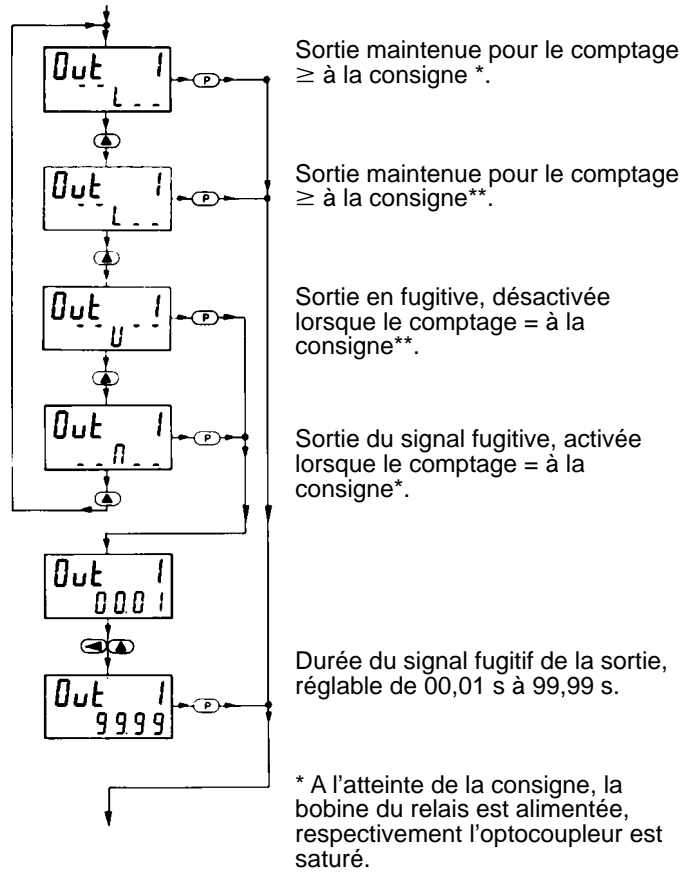 Out 1
-- L --
P
Sortie maintenue pour le comptage
≥ à la consigne *.
Out 1
-- L --
P
Sortie maintenue pour le comptage
≥ à la consigne**.
Out 1
-- U --
P
Sortie en fugitive, désactivée
lorsque le comptage = à la
consigne**.
Out 1
-- П --
P
Sortie du signal fugitive, activée
lorsque le comptage = à la
consigne*.
Out 1
00.01
Out 1
99.99
P
Durée du signal fugitif de la sortie,
réglable de 00,01 s à 99,99 s.
* A l'atteinte de la consigne, la
bobine du relais est alimentée,
respectivement l'optocoupleur est
saturé.